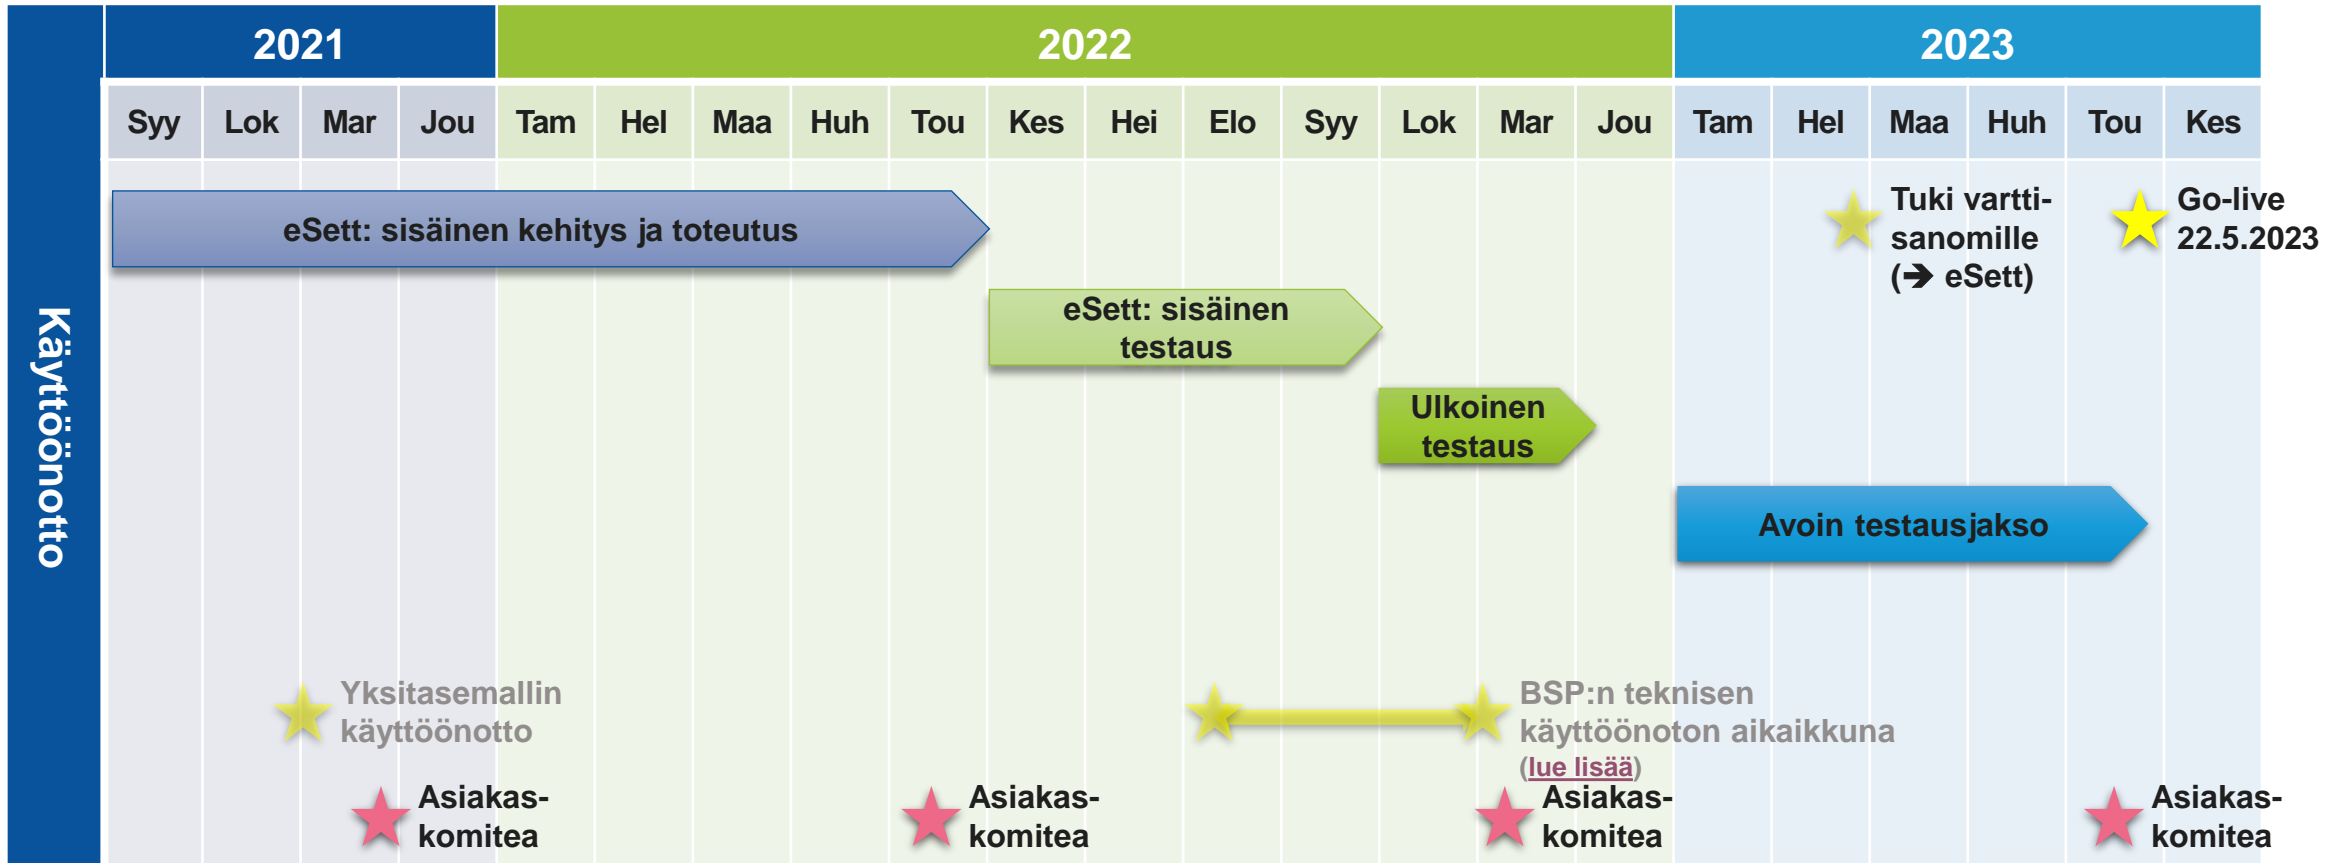 2021
2022
2023
Syy Lok Mar Jou Tam Hel Maa Huh Tou Kes Hei Elo Syy Lok Mar Jou Tam Hel Maa Huh Tou Kes
Käyttöönotto
eSett: sisäinen kehitys ja toteutus
Tuki vartti-
sanomille
(➔ eSett)
Go-live
22.5.2023
eSett: sisäinen
testaus
Ulkoinen
testaus
Avoin testausjakso
Yksitasemallin
käyttöönotto
BSP:n teknisen
käyttöönoton aikaikkuna
(lue lisää)
Asiakas-
komitea
Asiakas-
komitea
Asiakas-
komitea
Asiakas-
komitea